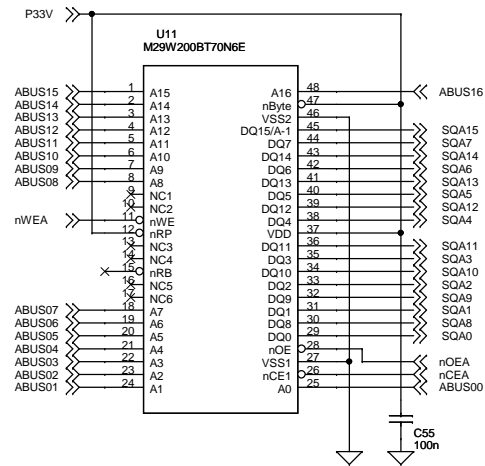 P33V
U11
M29W200BT70N6E
ABUS15 1 A15 A16 48 ABUS16
ABUS14 2 A14 nByte 47
ABUS13 3 A13 VSS2 46
ABUS12 4 A12 DQ15/A-1 45 SQA15
ABUS11 5 A11 DQ7 44 SQA7
ABUS10 6 A10 DQ14 43 SQA14
ABUS09 7 A9 DQ6 42 SQA6
ABUS08 8 A8 DQ13 41 SQA13
9 NC1 DQ5 40 SQA5
10 NC2 DQ12 39 SQA12
nWEA 11 nWE DQ4 38 SQA4
12 nRP VDD 37
13 NC3 DQ11 36 SQA11
14 NC4 DQ3 35 SQA3
15 nRB DQ10 34 SQA10
16 NC5 DQ2 33 SQA2
17 NC6 DQ9 32 SQA9
ABUS07 18 A7 DQ1 31 SQA1
ABUS06 19 A6 DQ8 30 SQA8
ABUS05 20 A5 DQ0 29 SQA0
ABUS04 21 A4 nOE 28 nOEA
ABUS03 22 A3 VSS1 27
ABUS02 23 A2 nCE1 26 nCEA
ABUS01 24 A1 A0 25 ABUS00
C55
100n